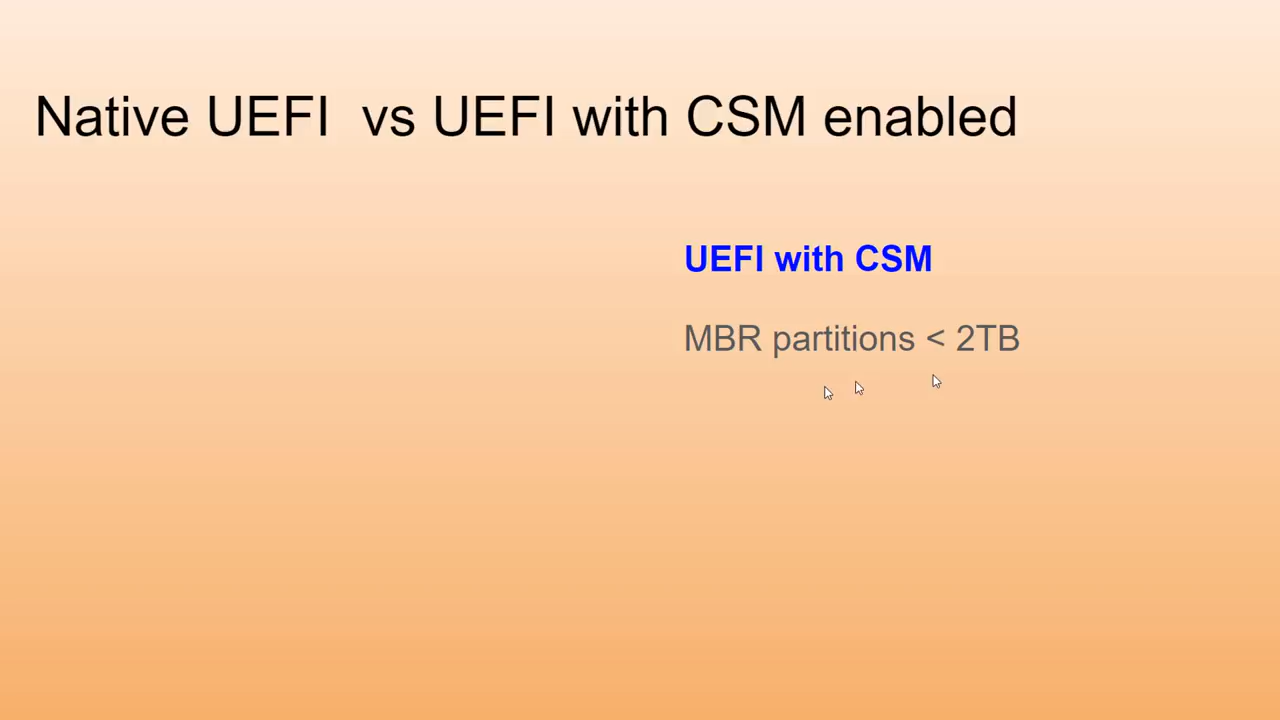 Native UEFI  vs UEFI with CSM enabled
UEFI with CSM
MBR partitions < 2TB